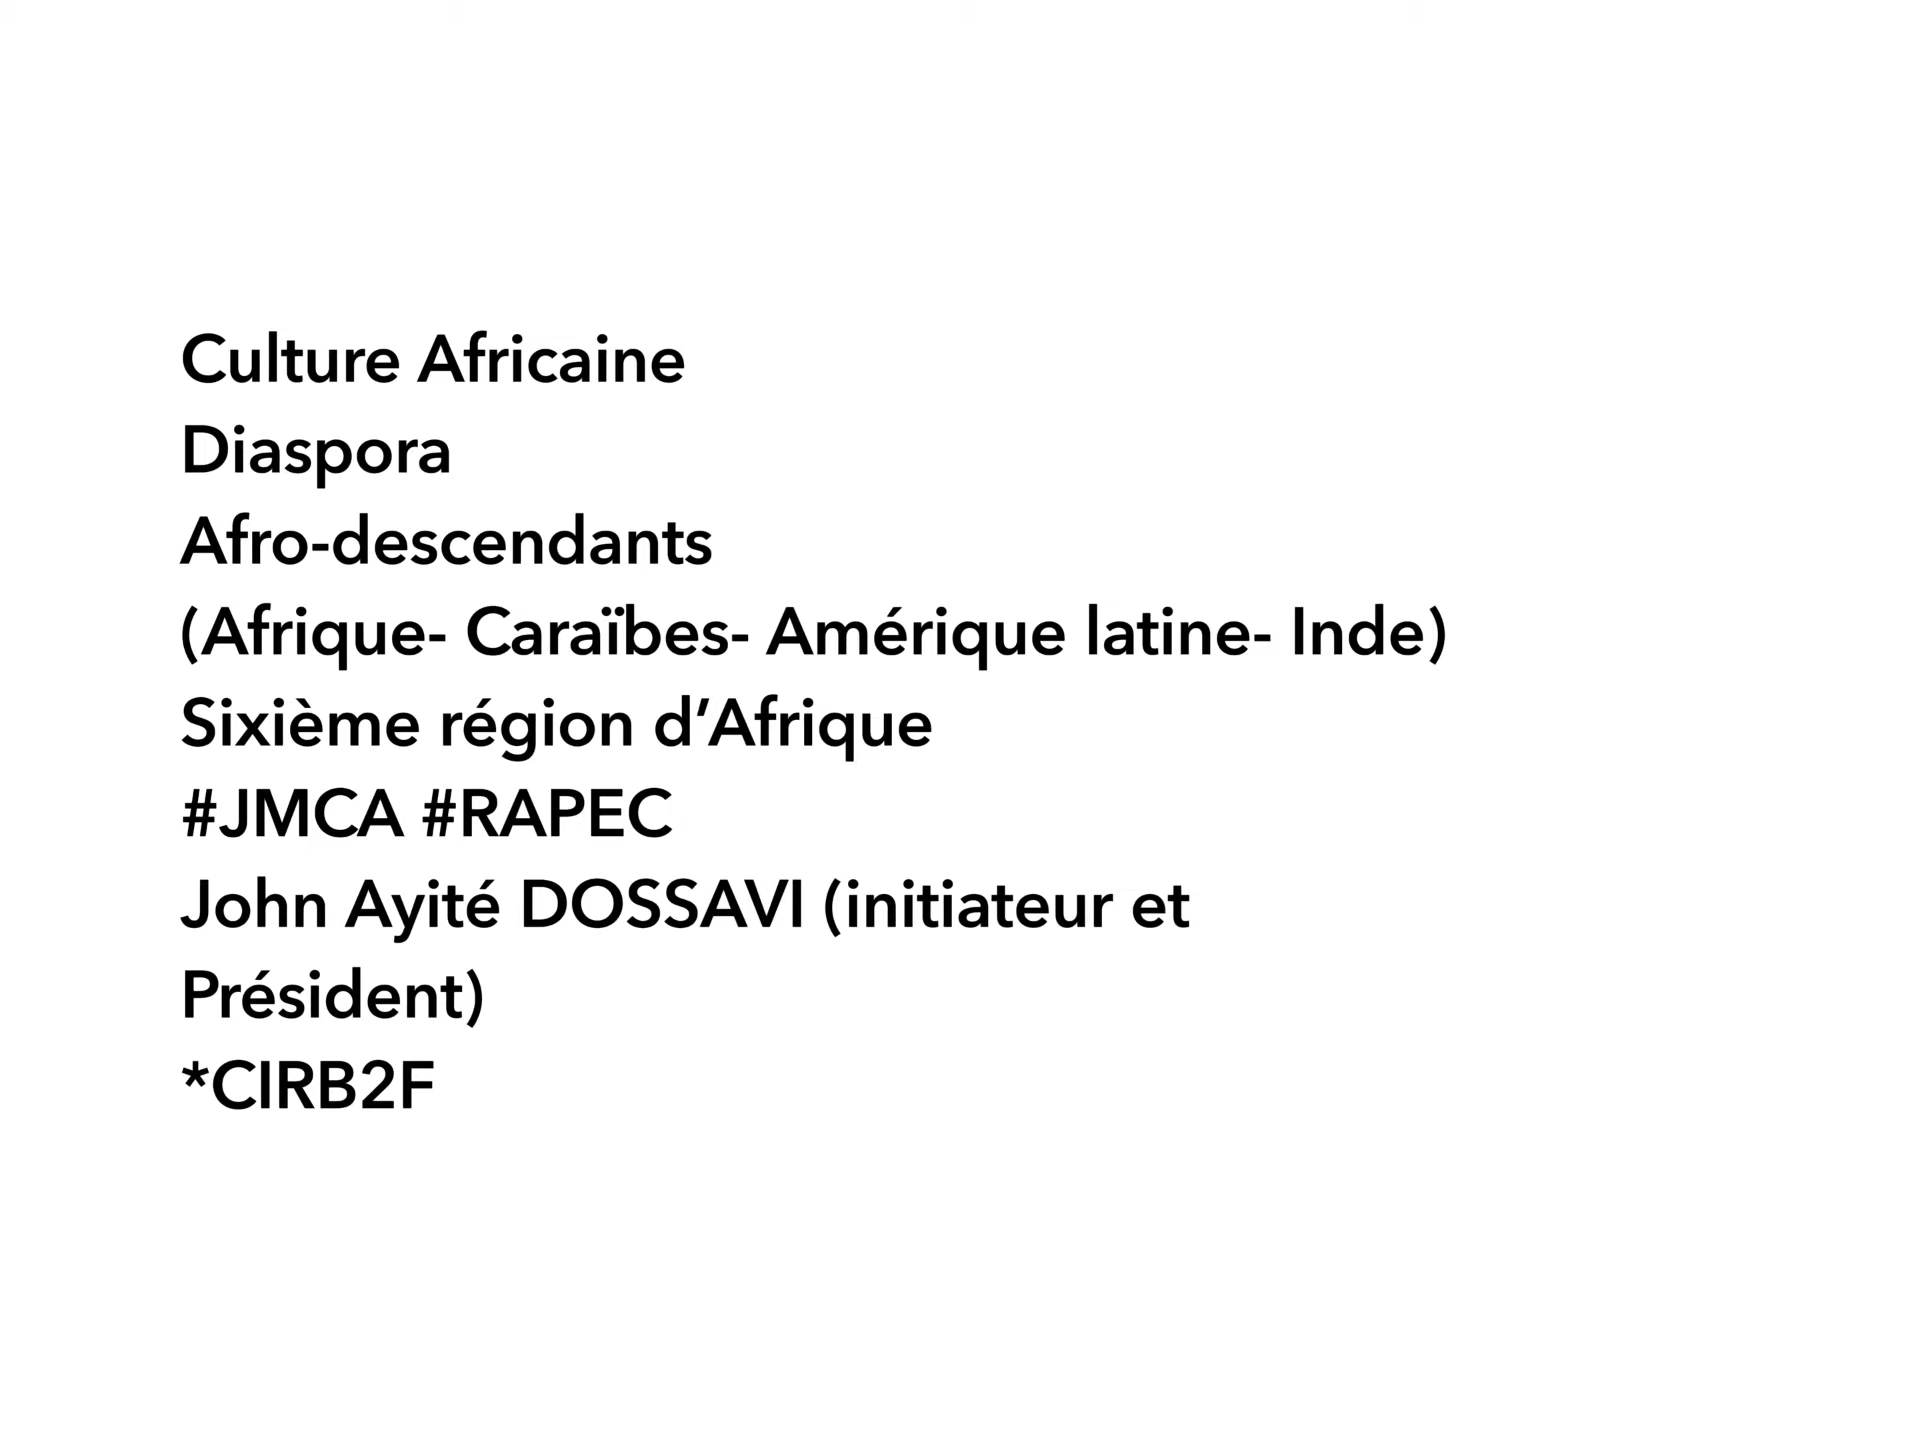 Culture Africaine
Diaspora
Afro-descendants
(Afrique- Caraïbes- Amérique latine- Inde)
Sixième région d’Afrique
#JMCA #RAPEC
John Ayité DOSSAVI (initiateur et
Président)
*CIRB2F